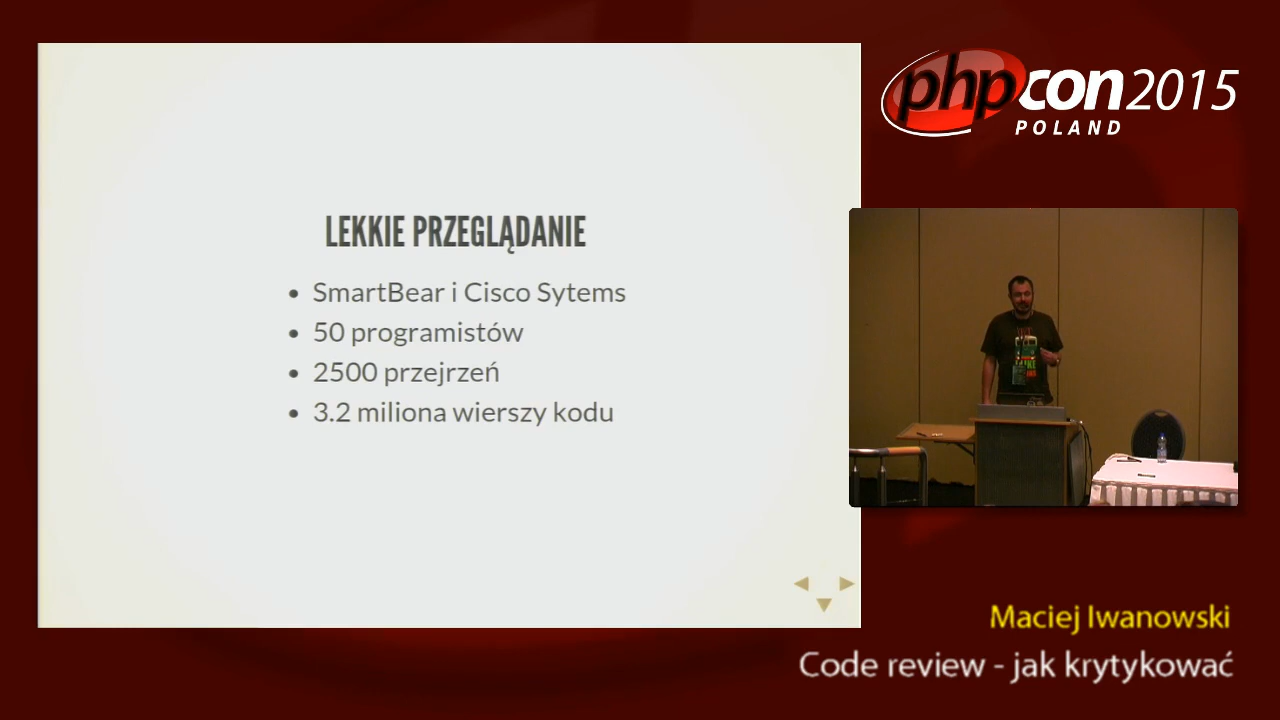 LEKKIE PRZEGLĄDANIE
SmartBear i Cisco Sytems
50 programistów
2500 przejrzeń
3.2 miliona wierszy kodu
phpcon2015
POLAND
Maciej Iwanowski
Code review - jak krytykować